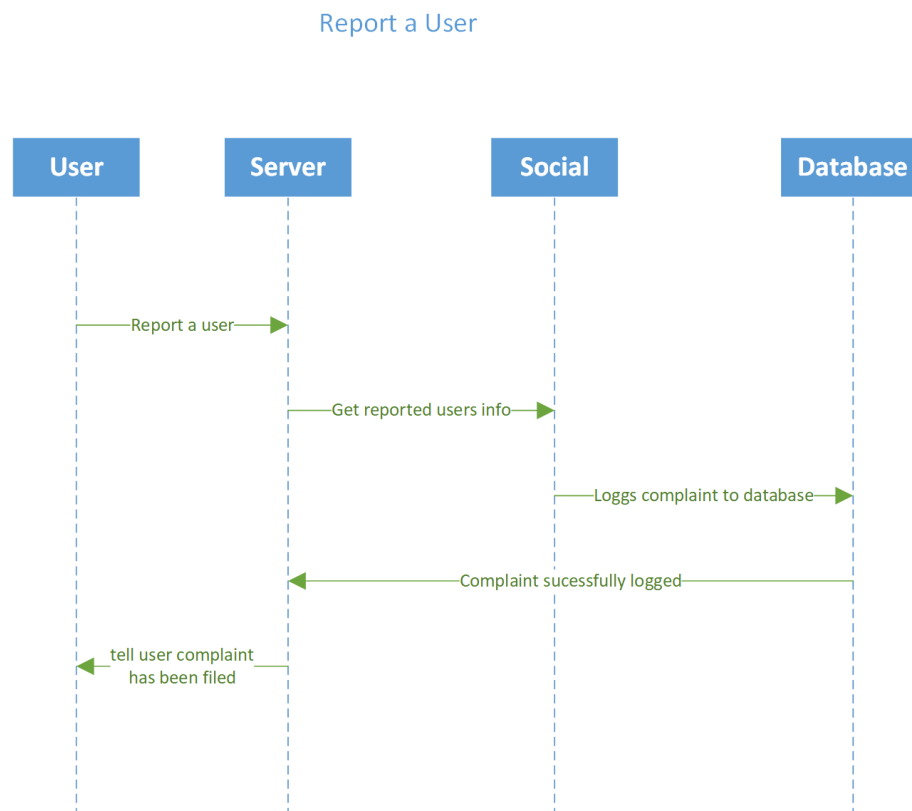 Report a User
User
Server
Social
Database
Report a user
Get reported users info
Loggs complaint to database
Complaint sucessfully logged
tell user complaint
has been filed